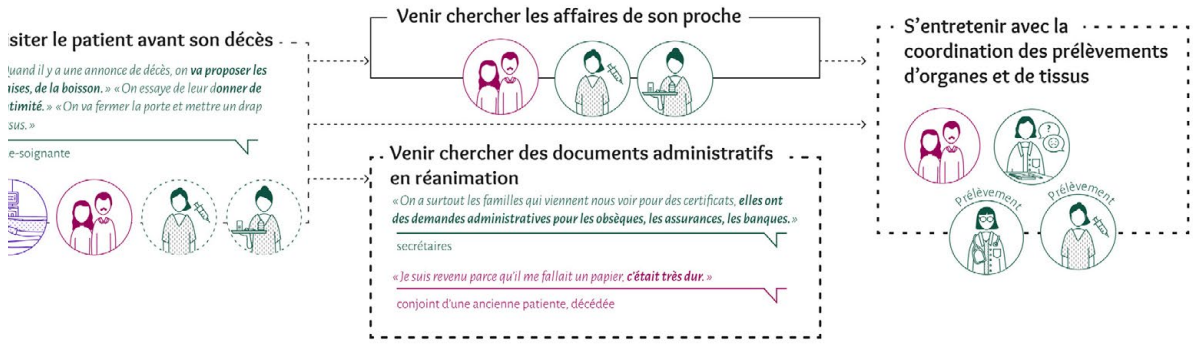 Venir chercher les affaires de son proche
siter le patient avant son décès
Quand il y a une annonce de décès, on va proposer les
nises, de la boisson. » « On essaye de leur donner de
timité. » « On va fermer la porte et mettre un drap
sus. »
e-soignante
Venir chercher des documents administratifs
en réanimation
« On a surtout les familles qui viennent nous voir pour des certificats, elles ont
des demandes administratives pour les obsèques, les assurances, les banques. »
secrétaires
« Je suis revenu parce qu'il me fallait un papier, c'était très dur. »
conjoint d'une ancienne patiente, décédée
S'entretenir avec la
coordination des prélèvements
d'organes et de tissus
?
Prélèvement
Prélèvement